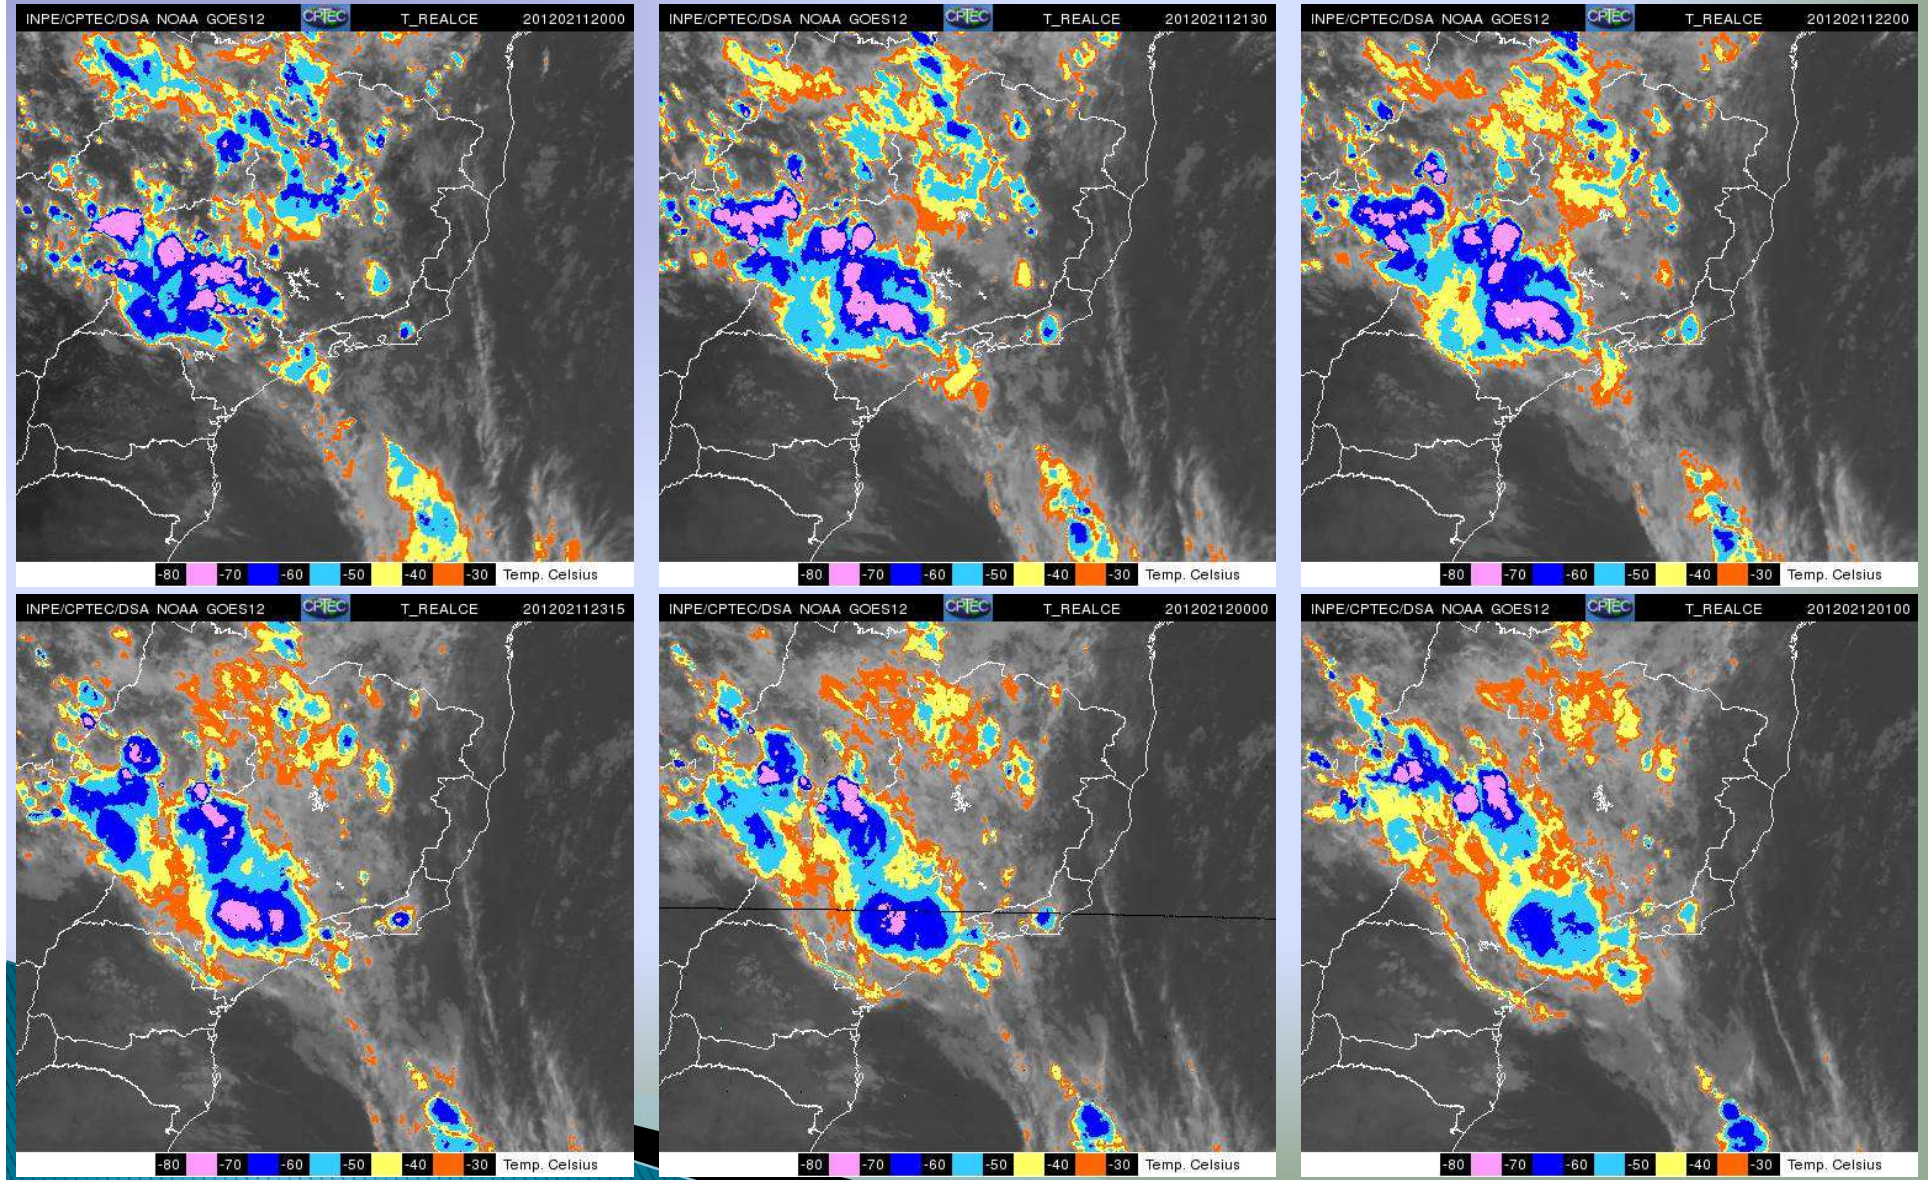 INPE/CPTEC/DSA NOAA GOES12 CPTEC T_REALCE 201202112000
-80 -70 -60 -50 -40 -30 Temp. Celsius
INPE/CPTEC/DSA NOAA GOES12 CPTEC T_REALCE 201202112130
-80 -70 -60 -50 -40 -30 Temp. Celsius
INPE/CPTEC/DSA NOAA GOES12 CPTEC T_REALCE 201202112200
-80 -70 -60 -50 -40 -30 Temp. Celsius
INPE/CPTEC/DSA NOAA GOES12 CPTEC T_REALCE 201202112315
-80 -70 -60 -50 -40 -30 Temp. Celsius
INPE/CPTEC/DSA NOAA GOES12 CPTEC T_REALCE 201202120000
-80 -70 -60 -50 -40 -30 Temp. Celsius
INPE/CPTEC/DSA NOAA GOES12 CPTEC T_REALCE 201202120100
-80 -70 -60 -50 -40 -30 Temp. Celsius